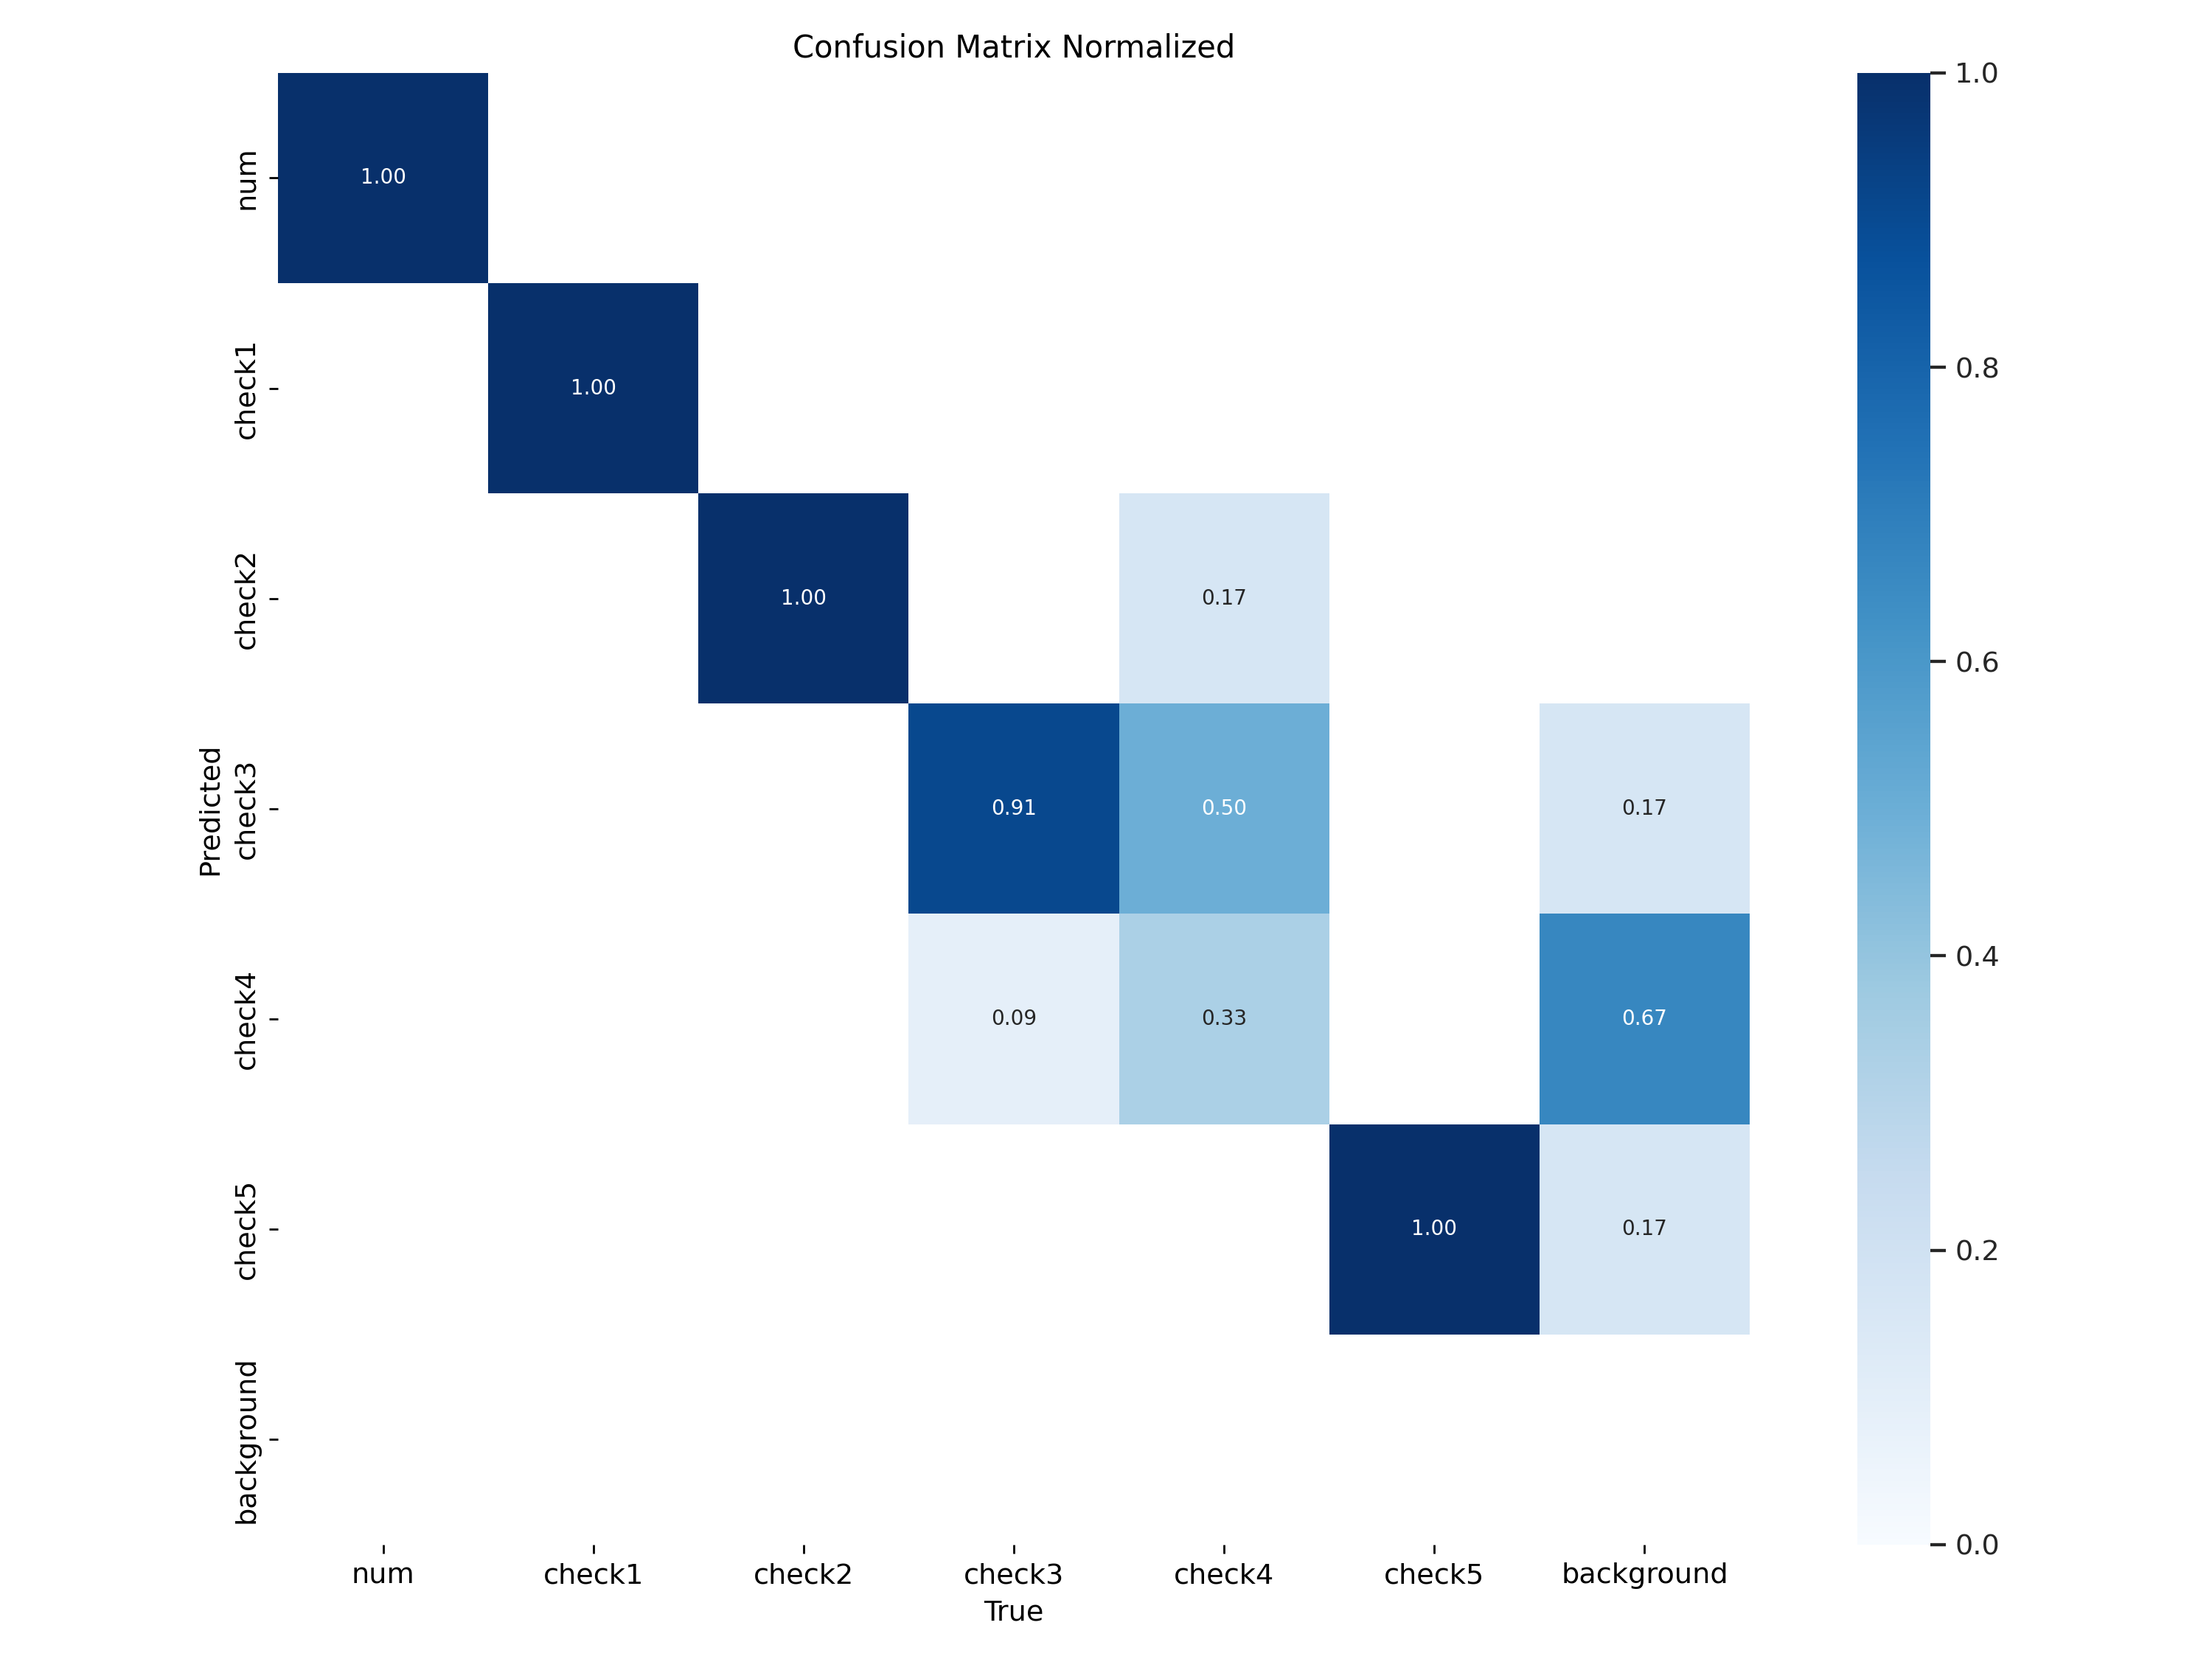 Confusion Matrix Normalized
1.0
num
1.00
check1
1.00
0.8
check2
1.00
0.17
0.6
Predicted
check3
0.91
0.50
0.17
0.4
check4
0.09
0.33
0.67
check5
1.00
0.17
0.2
background
0.0
num check1 check2 check3 check4 check5 background
True